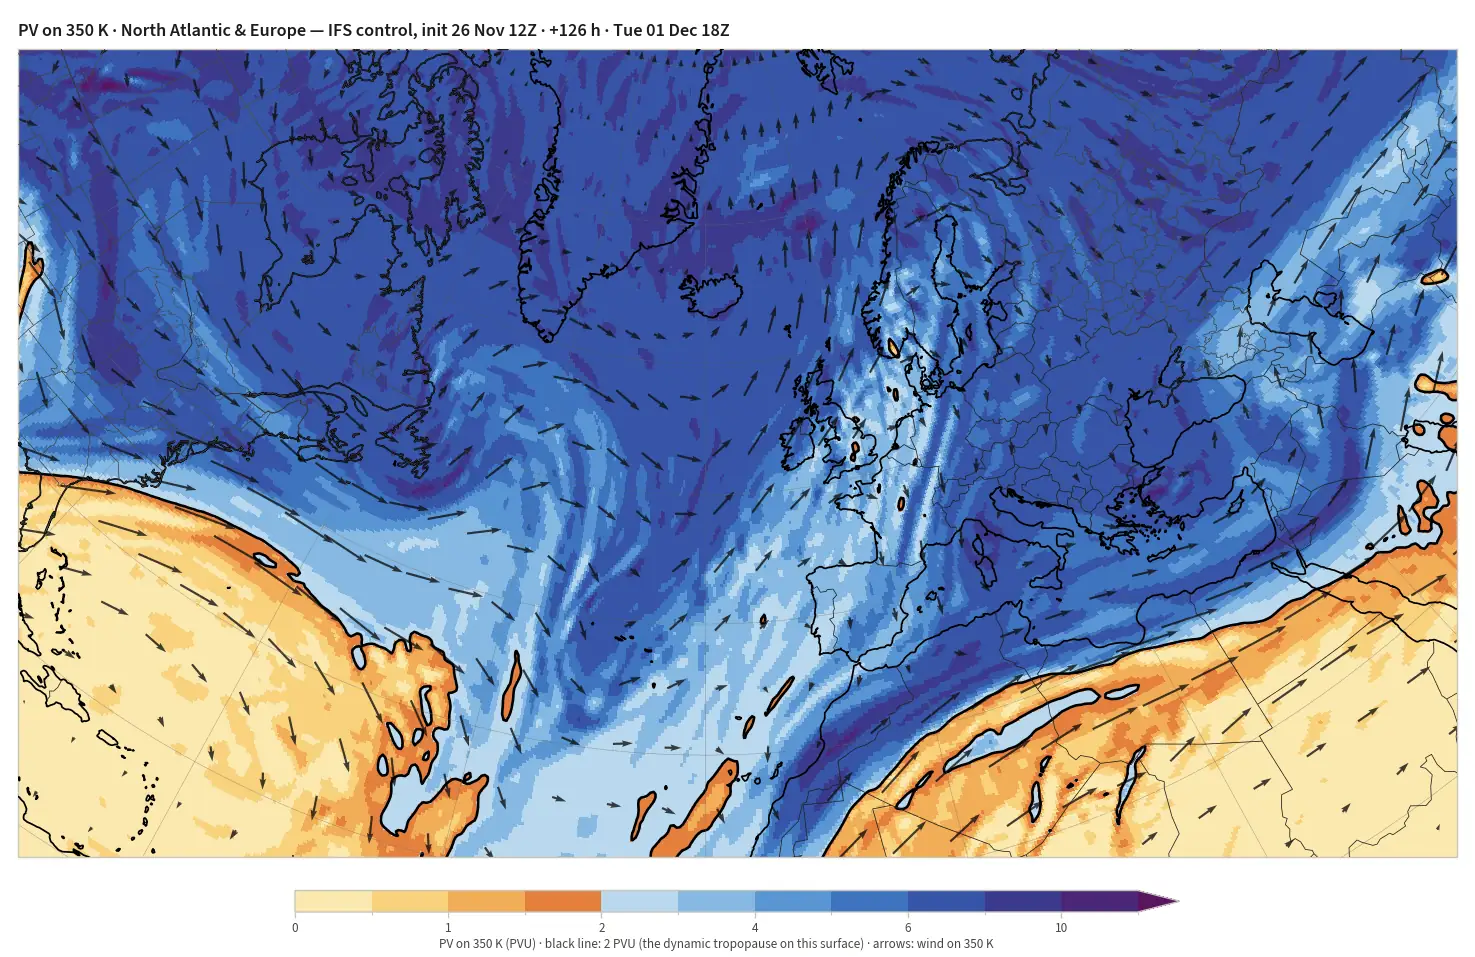 PV on 350 K · North Atlantic & Europe — IFS control, init 26 Nov 12Z · +126 h · Tue 01 Dec 18Z
0 1 2 4 6 10
PV on 350 K (PVU) · black line: 2 PVU (the dynamic tropopause on this surface) · arrows: wind on 350 K